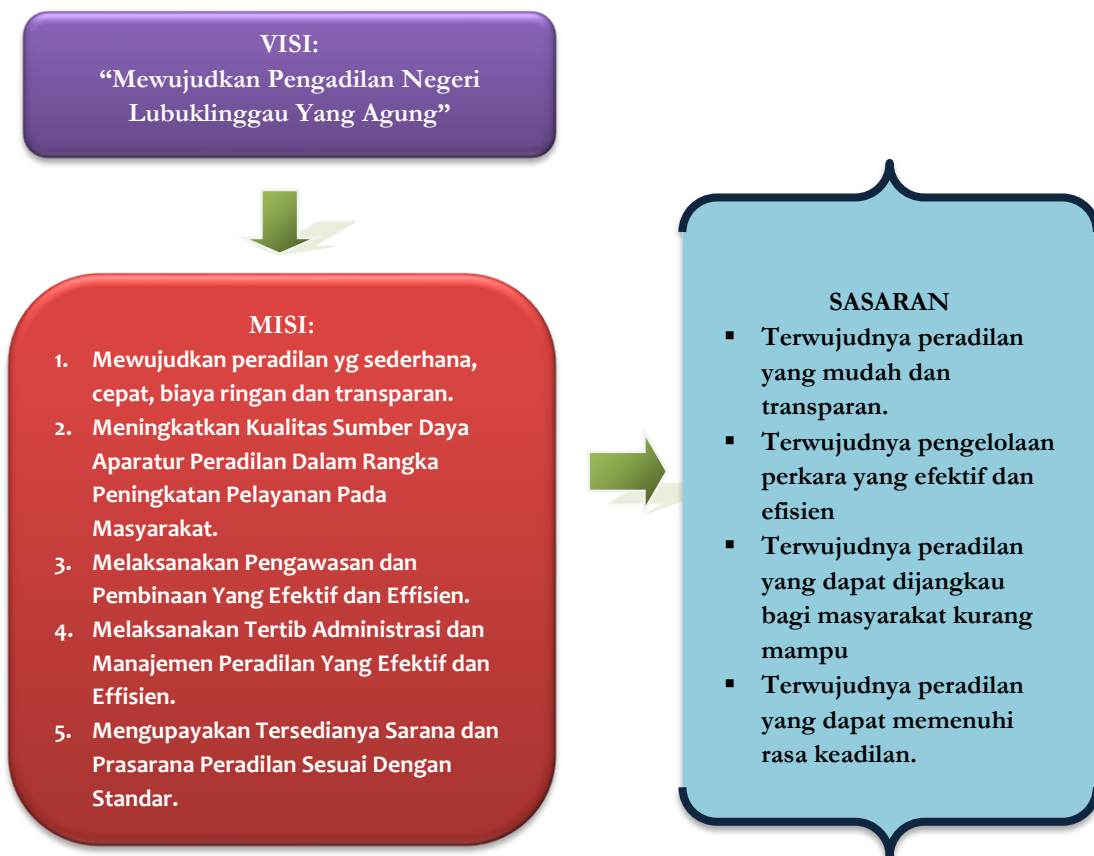 VISI:
“Mewujudkan Pengadilan Negeri
Lubuklinggau Yang Agung”
MISI:
1. Mewujudkan peradilan yg sederhana,
cepat, biaya ringan dan transparan.
2. Meningkatkan Kualitas Sumber Daya
Aparatur Peradilan Dalam Rangka
Peningkatan Pelayanan Pada
Masyarakat.
3. Melaksanakan Pengawasan dan
Pembinaan Yang Efektif dan Effisien.
4. Melaksanakan Tertib Administrasi dan
Manajemen Peradilan Yang Efektif dan
Effisien.
5. Mengupayakan Tersedianya Sarana dan
Prasarana Peradilan Sesuai Dengan
Standar.
SASARAN
▪ Terwujudnya peradilan
yang mudah dan
transparan.
▪ Terwujudnya pengelolaan
perkara yang efektif dan
efisien
▪ Terwujudnya peradilan
yang dapat dijangkau
bagi masyarakat kurang
mampu
▪ Terwujudnya peradilan
yang dapat memenuhi
rasa keadilan.